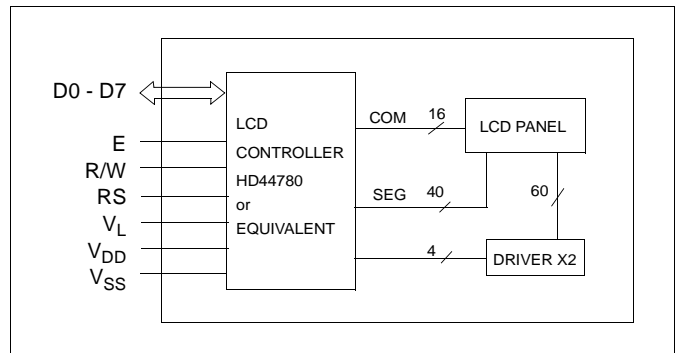 D0 - D7
E
R/W
RS
VL
VDD
VSS
LCD
CONTROLLER
HD44780
or
EQUIVALENT
COM 16
SEG 40
4
LCD PANEL
60
DRIVER X2